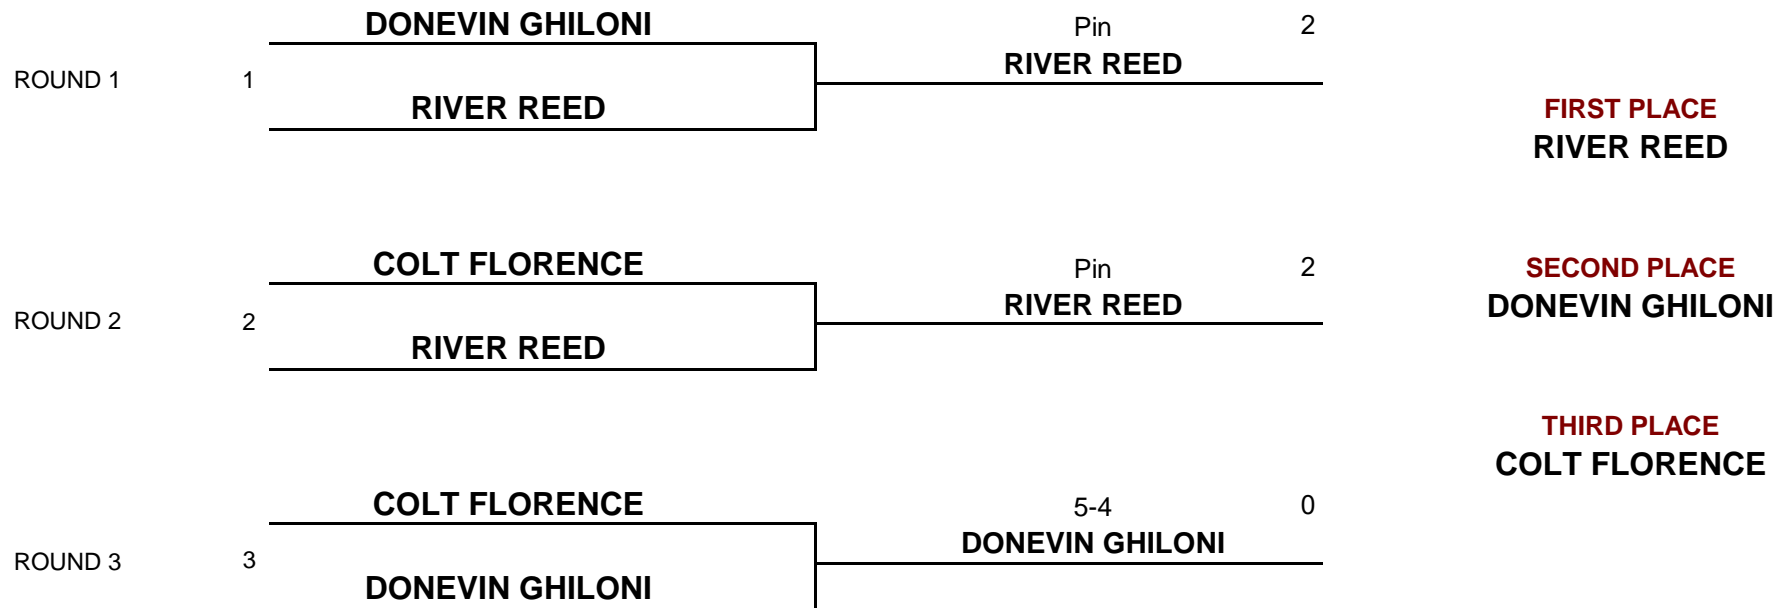 DONEVIN GHILONI
Pin 2
RIVER REED
ROUND 1 1
RIVER REED
FIRST PLACE
RIVER REED
COLT FLORENCE
Pin 2
RIVER REED
SECOND PLACE
DONEVIN GHILONI
ROUND 2 2
RIVER REED
THIRD PLACE
COLT FLORENCE
COLT FLORENCE
5-4 0
DONEVIN GHILONI
ROUND 3 3
DONEVIN GHILONI